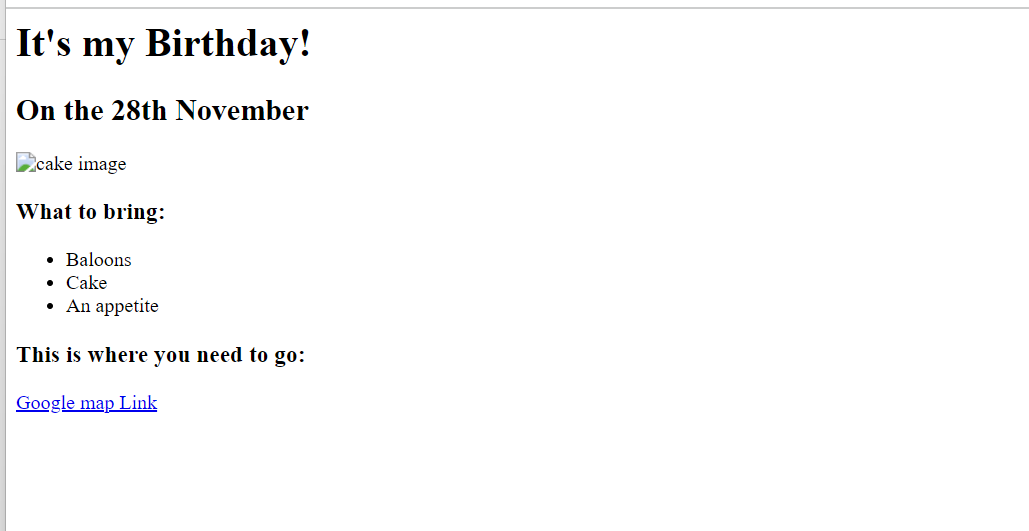 It's my Birthday!
On the 28th November
cake image
What to bring:
Baloons
Cake
An appetite
This is where you need to go:
Google map Link